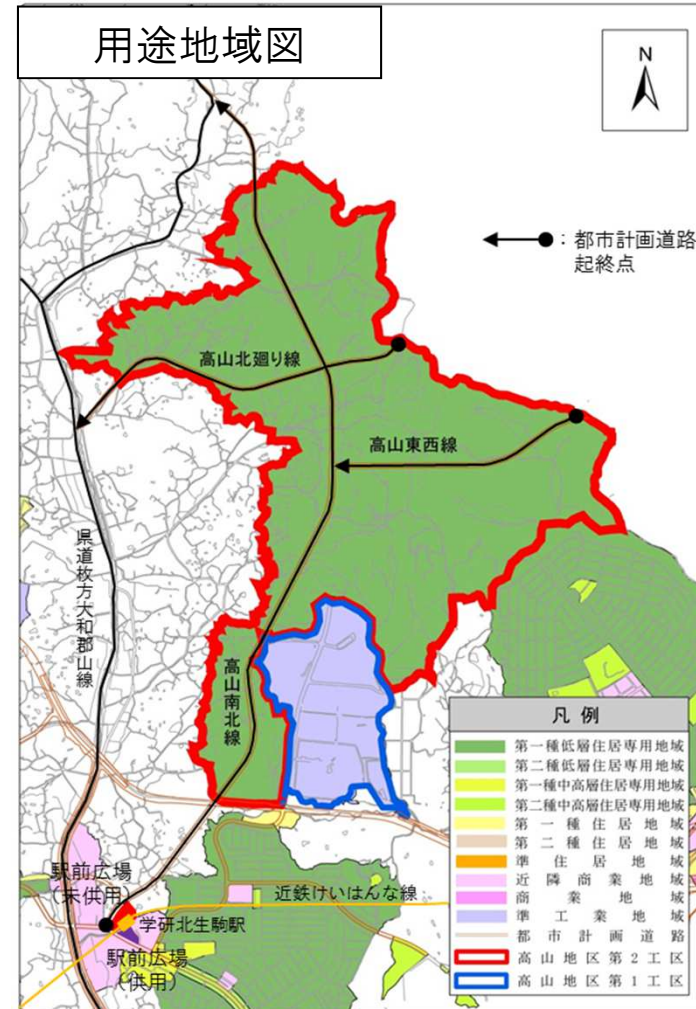 用途地域図
N
：都市計画道路
起終点
高山北廻り線
高山東西線
県道枚方大和郡山線
高山南北線
駅前広場
（未供用）
近鉄けいはんな線
学研北生駒駅
駅前広場
（供用）
凡例
第一種低層住居専用地域
第二種低層住居専用地域
第一種中高層住居専用地域
第二種中高層住居専用地域
第一種住居地域
第二種住居地域
準住居地域
近隣商業地域
商業地域
準工業地域
都市計画道路
高山地区第２工区
高山地区第１工区